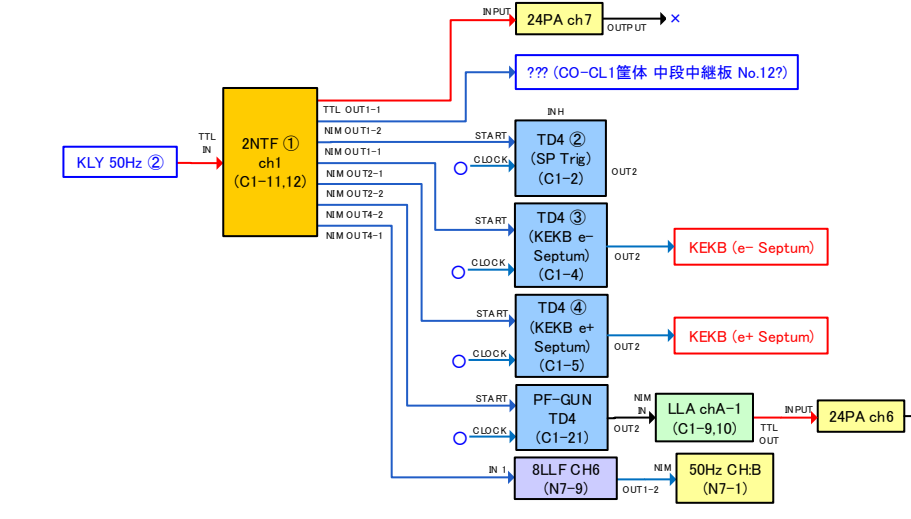 INPUT
24PA ch7
OUTPUT
×
??? (CO-CL1筐体 中段中継板 No.12?)
KLY 50Hz ②
TTL
IN
2NTF ①
ch1
(C1-11,12)
TTL OUT1-1
NIM OUT1-2
NIM OUT1-1
NIM OUT2-1
NIM OUT2-2
NIM OUT4-2
NIM OUT4-1
INH
START
CLOCK
TD4 ②
(SP Trig)
(C1-2)
OUT2
START
CLOCK
TD4 ③
(KEKB e-
Septum)
(C1-4)
OUT2
KEKB (e- Septum)
START
CLOCK
TD4 ④
(KEKB e+
Septum)
(C1-5)
OUT2
KEKB (e+ Septum)
START
CLOCK
PF-GUN
TD4
(C1-21)
OUT2
NIM
IN
LLA chA-1
(C1-9,10)
TTL
OUT
INPUT
24PA ch6
IN 1
8LLF CH6
(N7-9)
OUT1-2
NIM
50Hz CH:B
(N7-1)